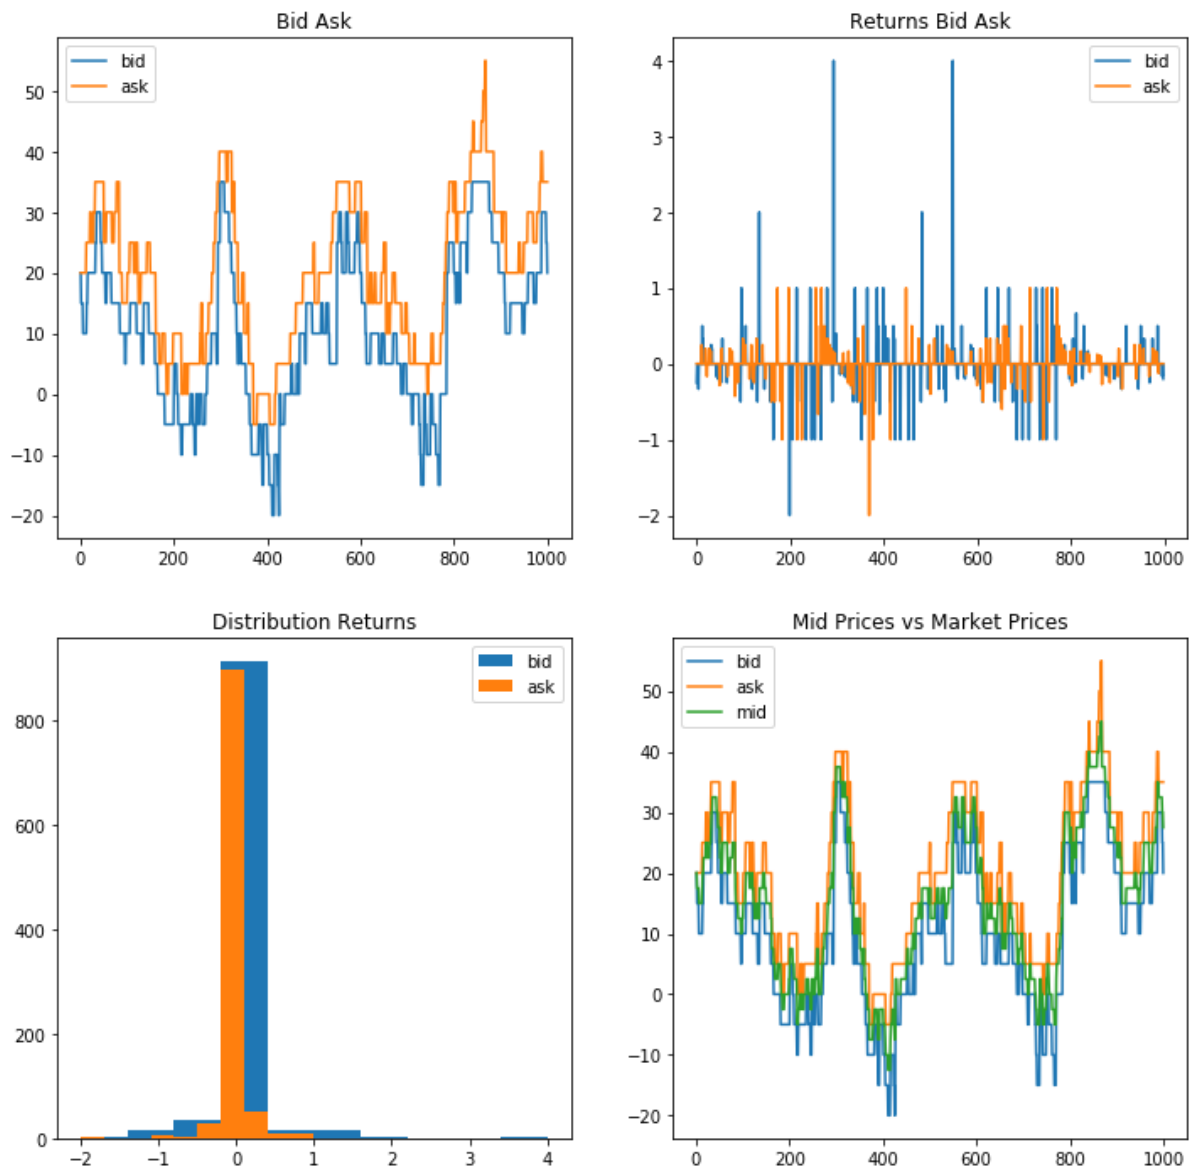 Bid Ask
bid
ask
50
40
30
20
10
0
−10
−20
0 200 400 600 800 1000
Returns Bid Ask
bid
ask
4
3
2
1
0
−1
−2
0 200 400 600 800 1000
Distribution Returns
bid
ask
800
600
400
200
0
−2 −1 0 1 2 3 4
Mid Prices vs Market Prices
bid
ask
mid
50
40
30
20
10
0
−10
−20
0 200 400 600 800 1000